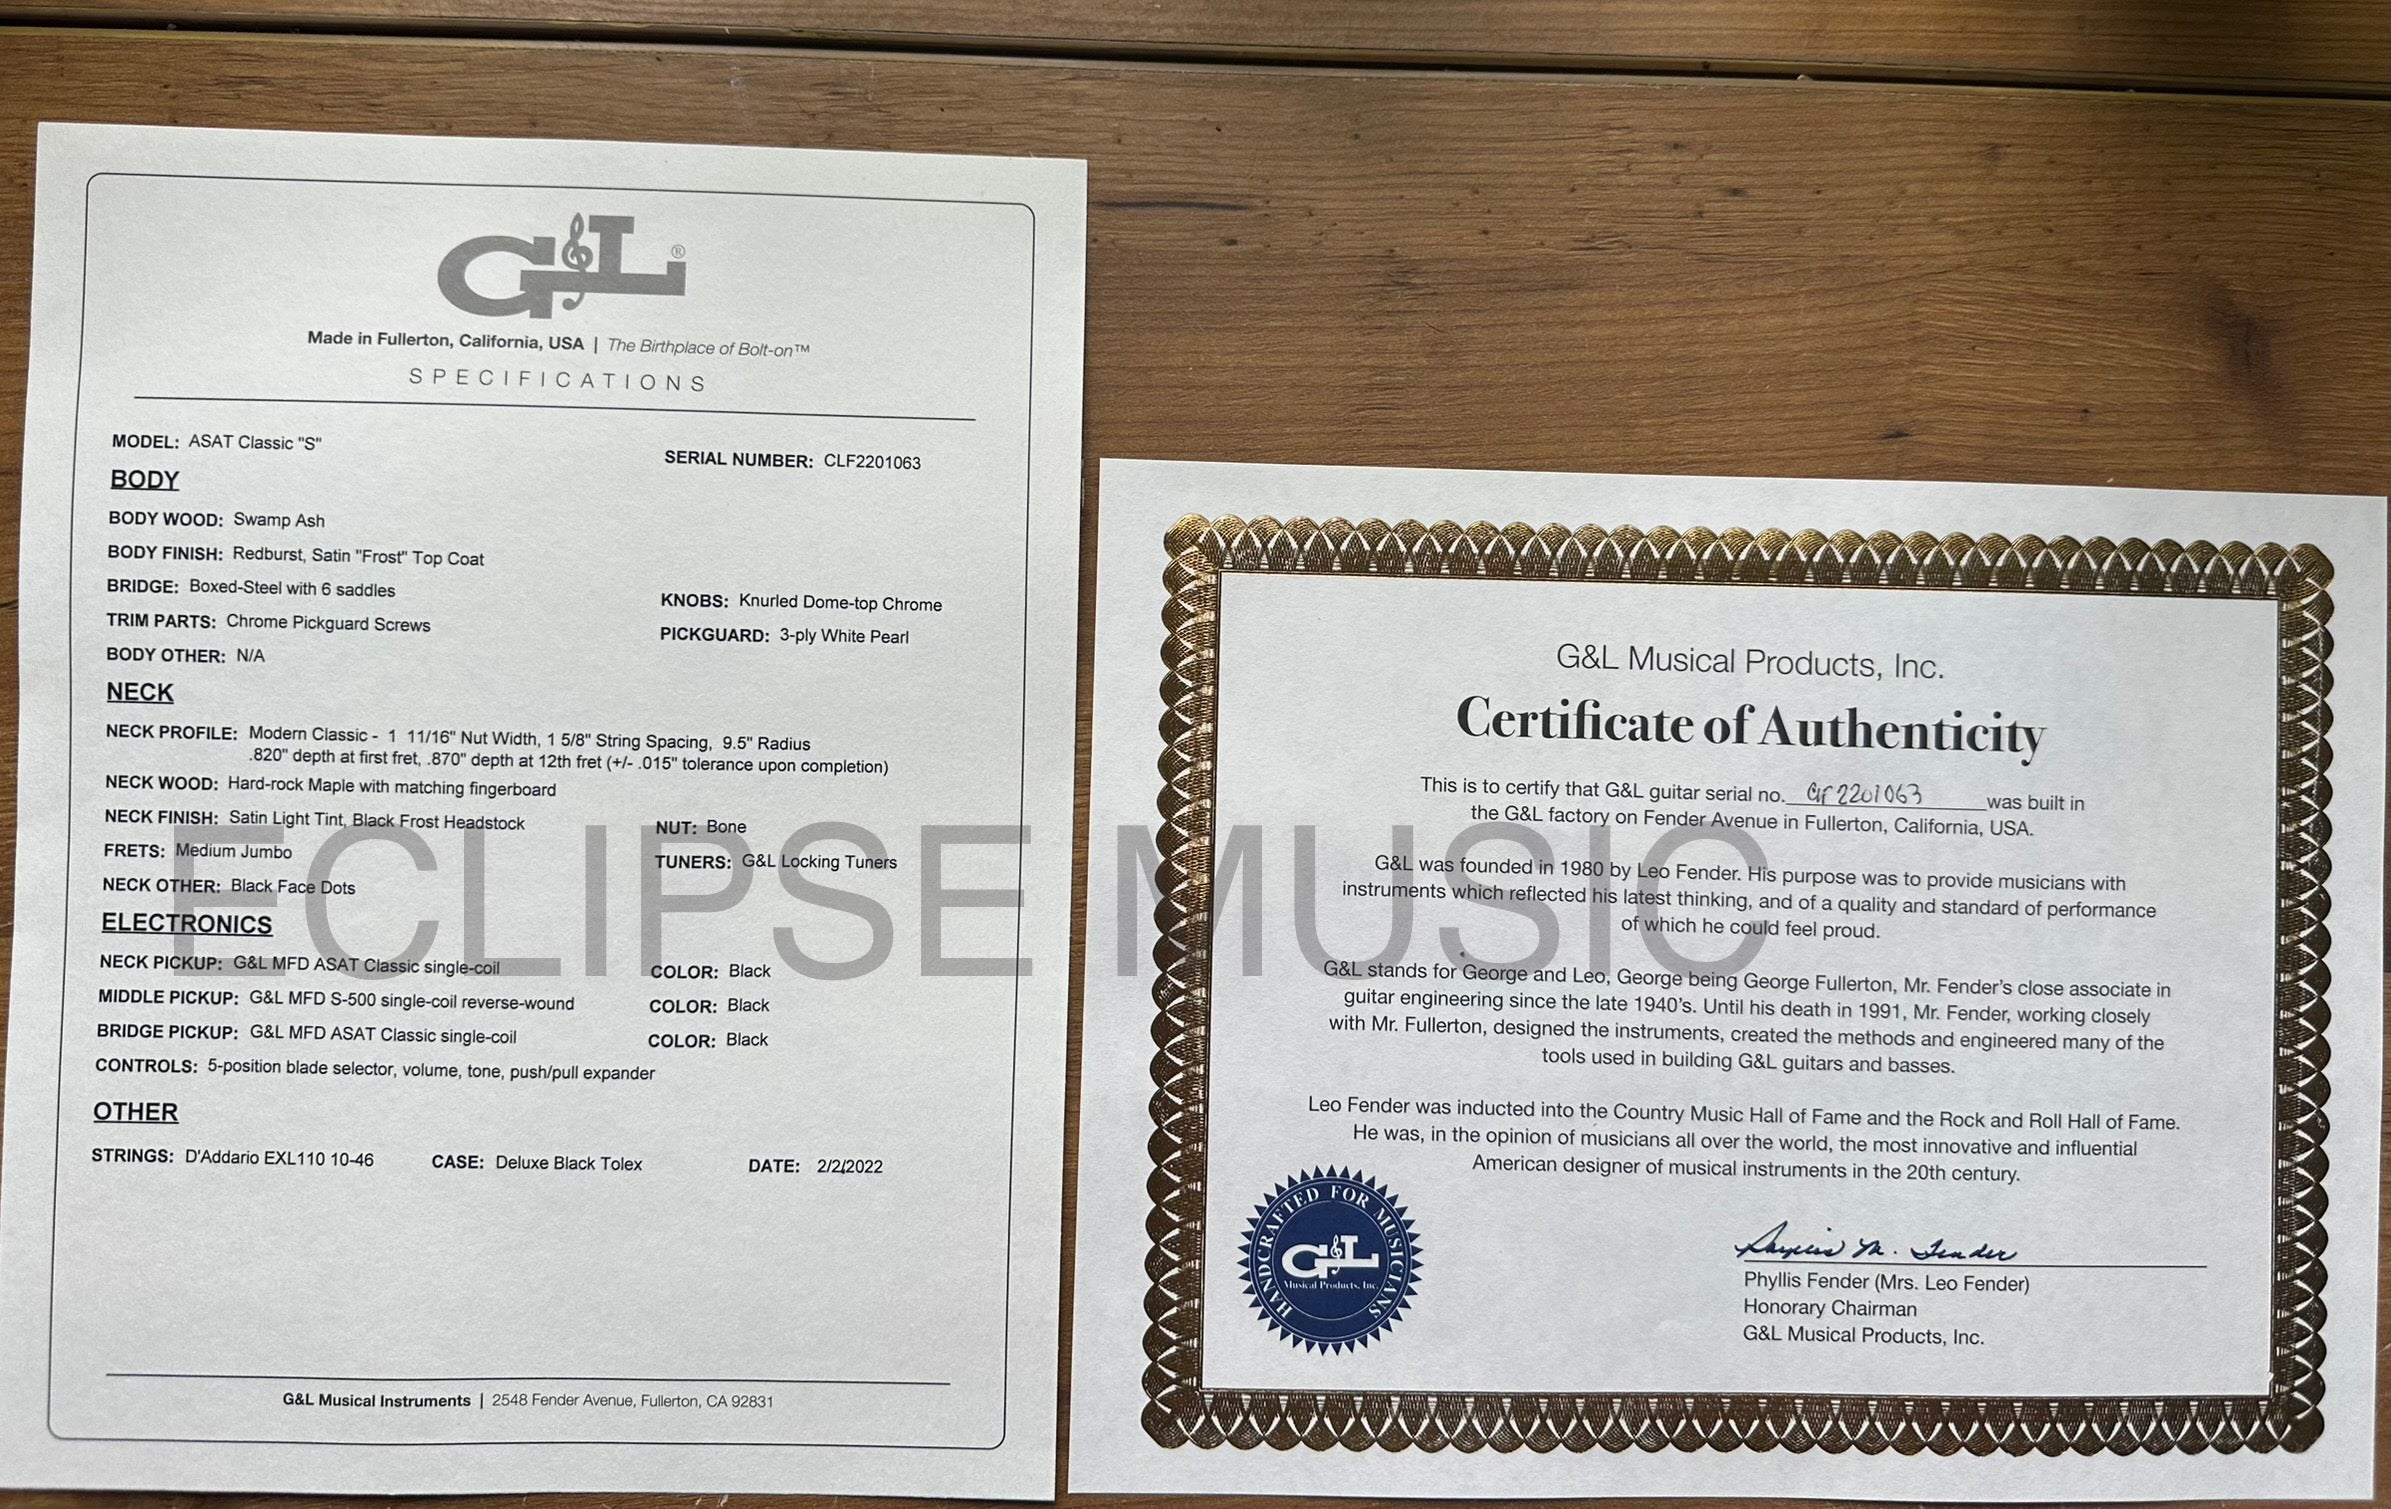 G&L®
Made in Fullerton, California, USA | The Birthplace of Bolt-on™
SPECIFICATIONS
MODEL: ASAT Classic "S"
SERIAL NUMBER: CLF2201063
BODY
BODY WOOD: Swamp Ash
BODY FINISH: Redburst, Satin "Frost" Top Coat
BRIDGE: Boxed-Steel with 6 saddles
KNOBS: Knurled Dome-top Chrome
TRIM PARTS: Chrome Pickguard Screws
PICKGUARD: 3-ply White Pearl
BODY OTHER: N/A
NECK
NECK PROFILE: Modern Classic - 1 11/16" Nut Width, 1 5/8" String Spacing, 9.5" Radius
.820" depth at first fret, .870" depth at 12th fret (+/- .015" tolerance upon completion)
NECK WOOD: Hard-rock Maple with matching fingerboard
NECK FINISH: Satin Light Tint, Black Frost Headstock
NUT: Bone
FRETS: Medium Jumbo
TUNERS: G&L Locking Tuners
NECK OTHER: Black Face Dots
ELECTRONICS
NECK PICKUP: G&L MFD ASAT Classic single-coil
COLOR: Black
MIDDLE PICKUP: G&L MFD S-500 single-coil reverse-wound
COLOR: Black
BRIDGE PICKUP: G&L MFD ASAT Classic single-coil
COLOR: Black
CONTROLS: 5-position blade selector, volume, tone, push/pull expander
OTHER
STRINGS: D'Addario EXL110 10-46 CASE: Deluxe Black Tolex DATE: 2/2/2022
G&L Musical Instruments | 2548 Fender Avenue, Fullerton, CA 92831
G&L Musical Products, Inc.
Certificate of Authenticity
This is to certify that G&L guitar serial no. CLF2201063 was built in
the G&L factory on Fender Avenue in Fullerton, California, USA.
G&L was founded in 1980 by Leo Fender. His purpose was to provide musicians with
instruments which reflected his latest thinking, and of a quality and standard of performance
of which he could feel proud.
G&L stands for George and Leo, George being George Fullerton, Mr. Fender's close associate in
guitar engineering since the late 1940's. Until his death in 1991, Mr. Fender, working closely
with Mr. Fullerton, designed the instruments, created the methods and engineered many of the
tools used in building G&L guitars and basses.
Leo Fender was inducted into the Country Music Hall of Fame and the Rock and Roll Hall of Fame.
He was, in the opinion of musicians all over the world, the most innovative and influential
American designer of musical instruments in the 20th century.
HANDCRAFTED FOR MUSICIANS
G&L
Musical Products, Inc.
Phyllis M. Fender
Phyllis Fender (Mrs. Leo Fender)
Honorary Chairman
G&L Musical Products, Inc.
ECLIPSE MUSIC